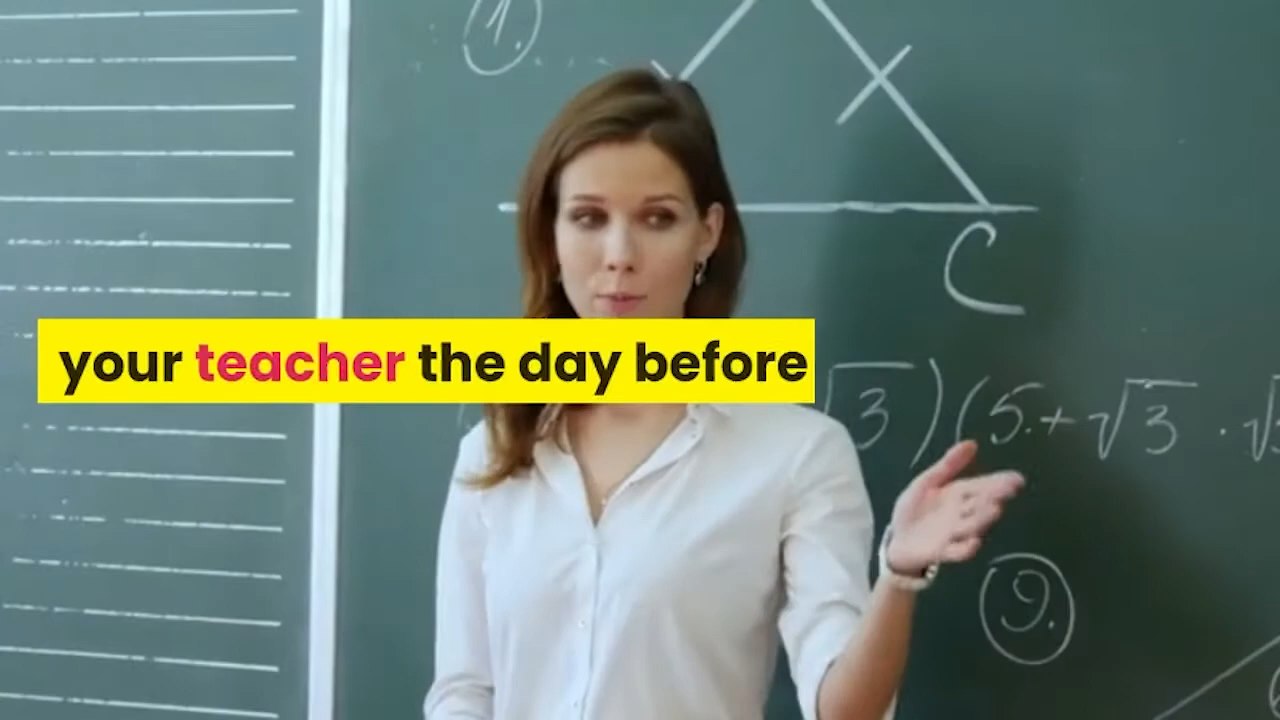 1.
C
your teacher the day before
√3 ) ( 5 + √3 · √
9.